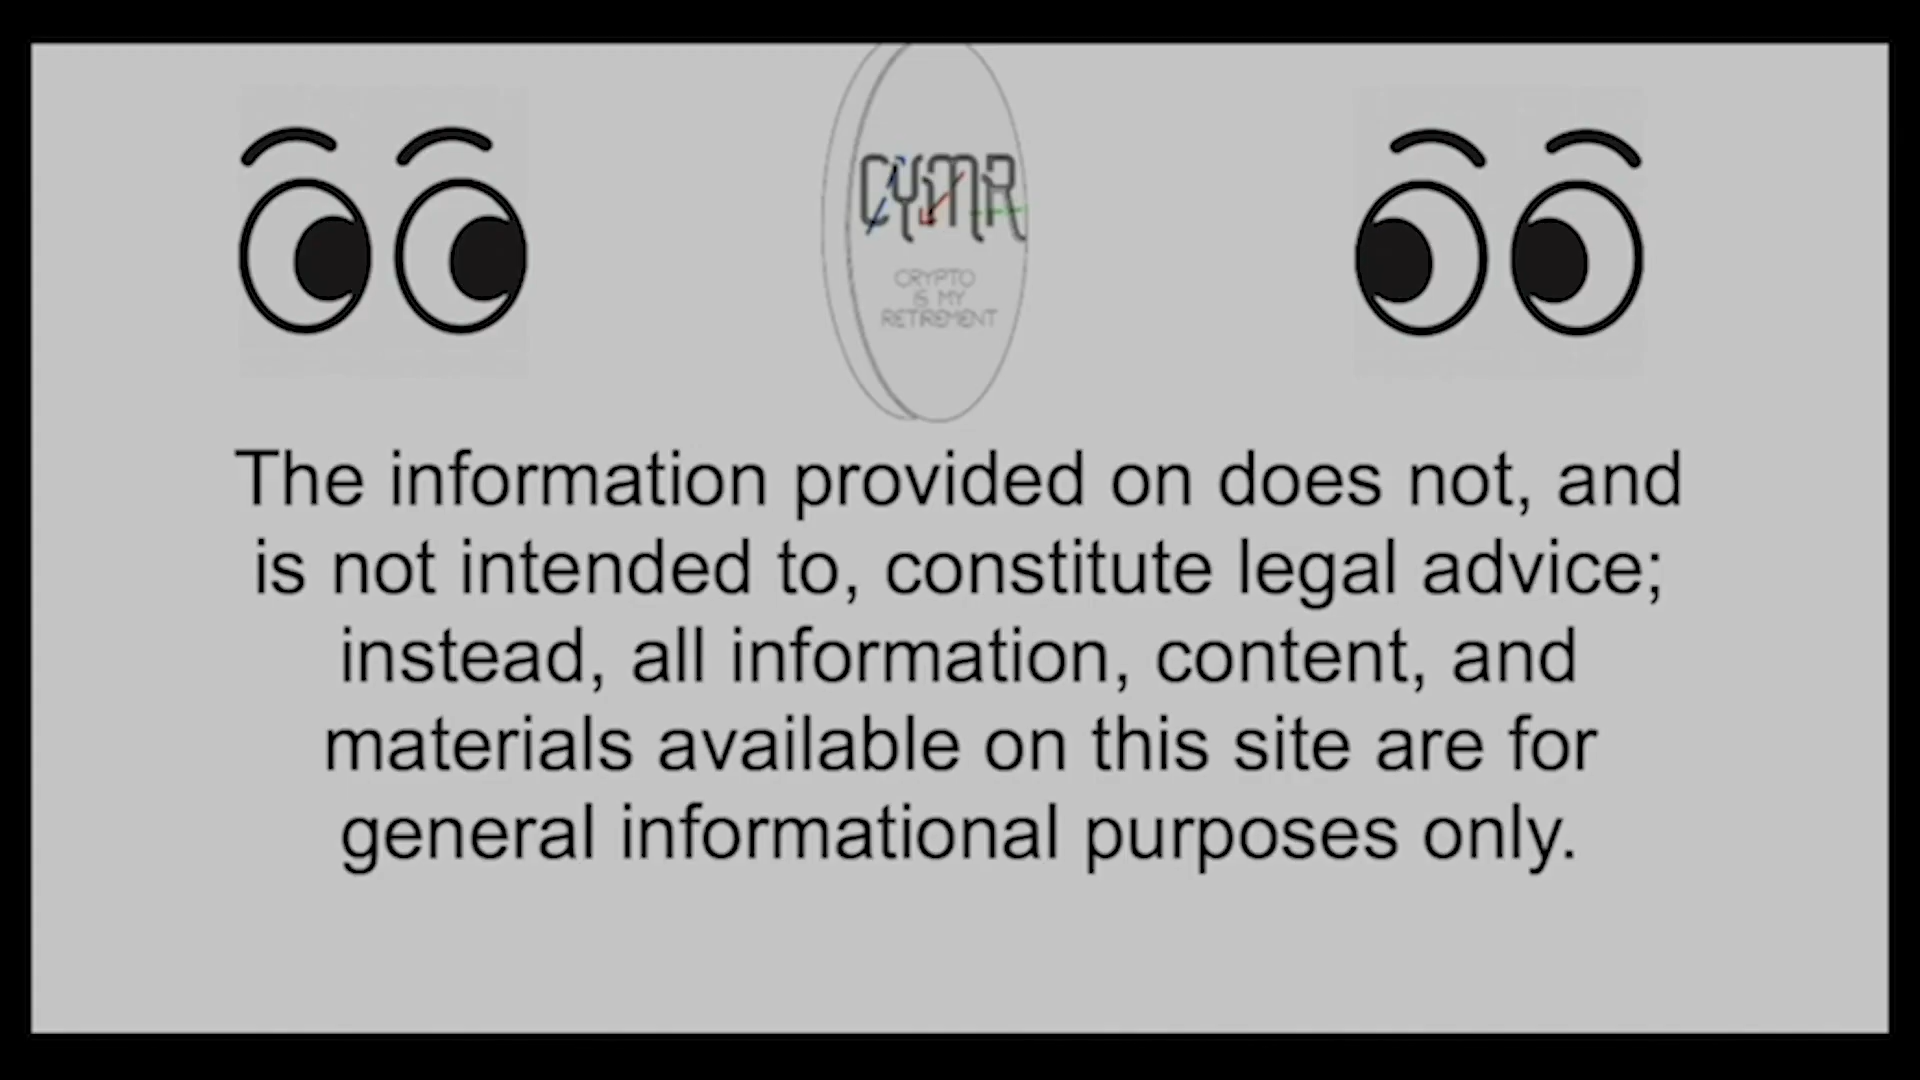 CYMR
CRYPTO
IS MY
RETIREMENT
The information provided on does not, and
is not intended to, constitute legal advice;
instead, all information, content, and
materials available on this site are for
general informational purposes only.